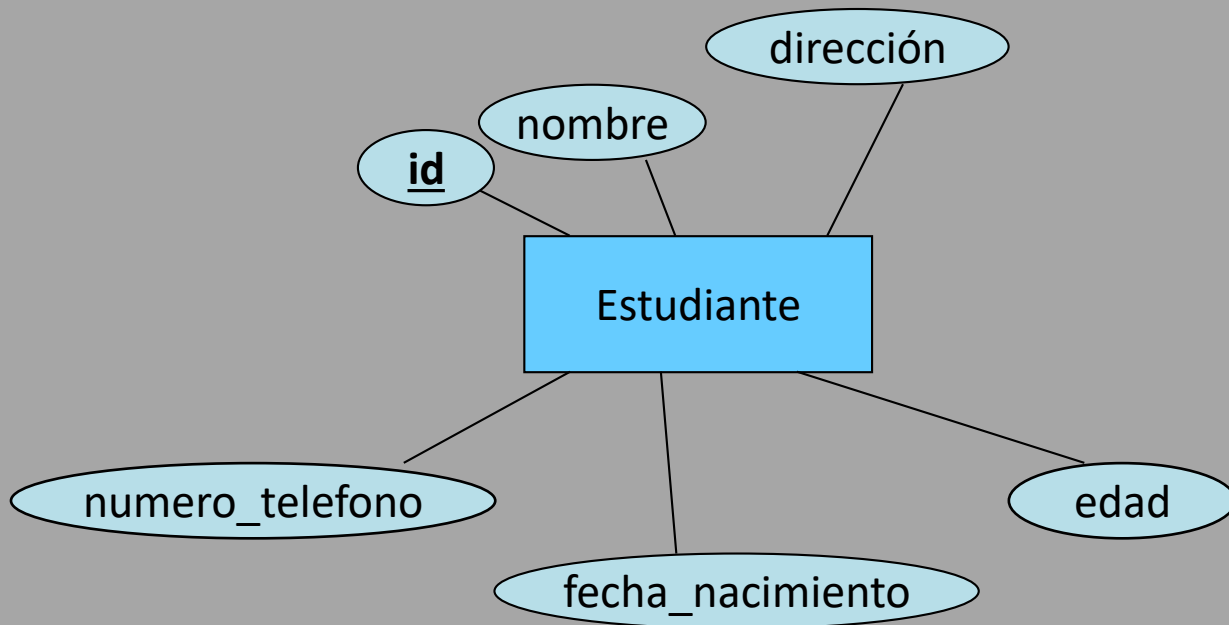 dirección
nombre
id
Estudiante
numero_telefono
edad
fecha_nacimiento